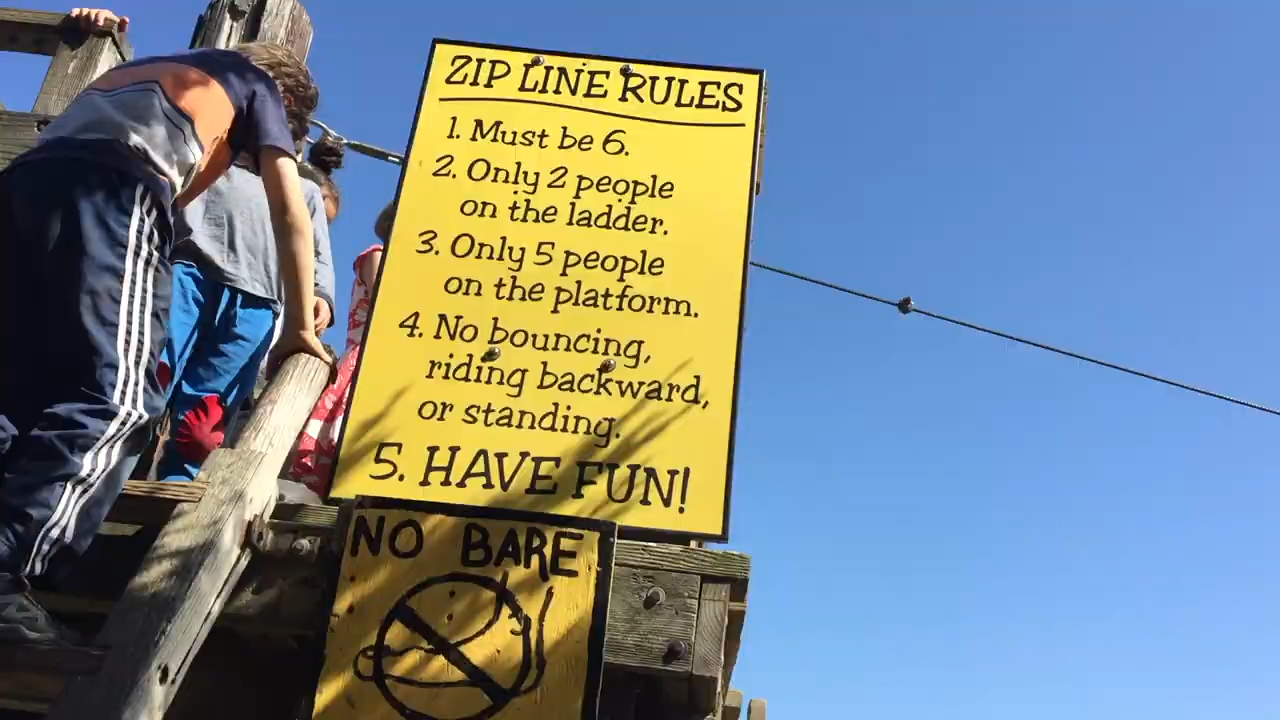 ZIP LINE RULES
1. Must be 6.
2. Only 2 people
on the ladder.
3. Only 5 people
on the platform.
4. No bouncing,
riding backward,
or standing.
5. HAVE FUN!
NO BARE